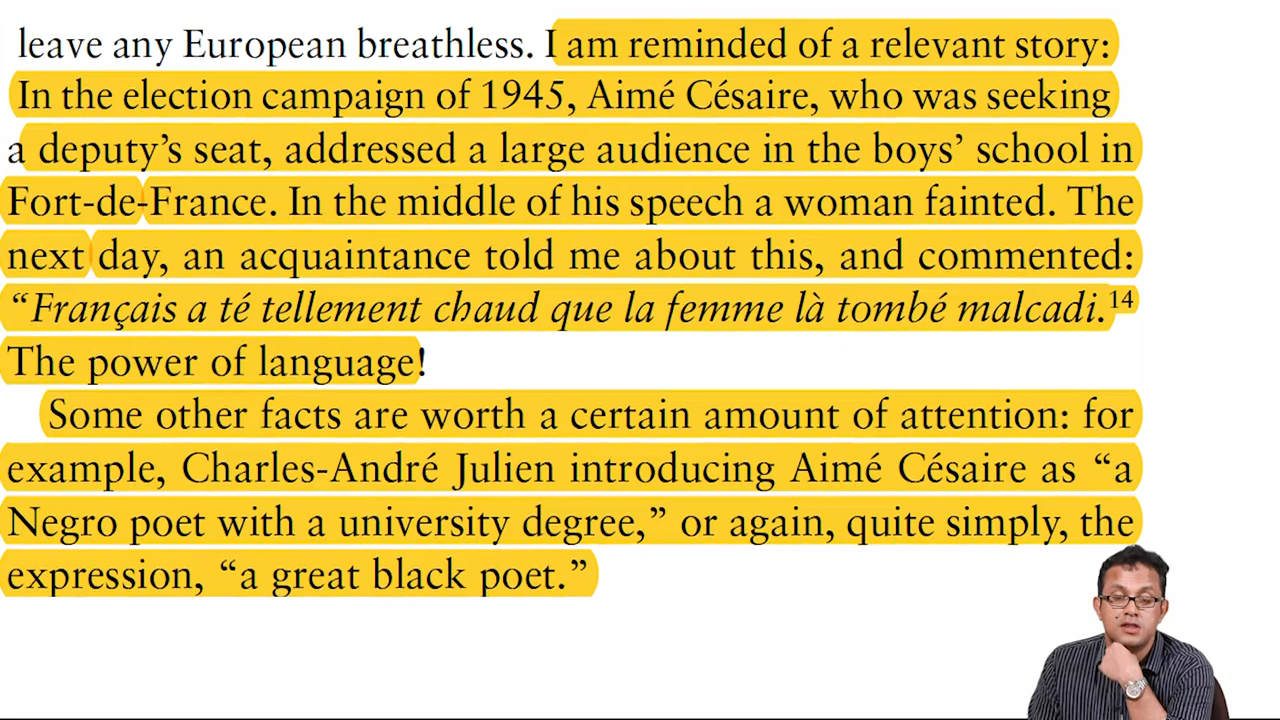 leave any European breathless. I am reminded of a relevant story:
In the election campaign of 1945, Aimé Césaire, who was seeking
a deputy’s seat, addressed a large audience in the boys’ school in
Fort-de-France. In the middle of his speech a woman fainted. The
next day, an acquaintance told me about this, and commented:
“Français a té tellement chaud que la femme là tombé malcadi.14
The power of language!
Some other facts are worth a certain amount of attention: for
example, Charles-André Julien introducing Aimé Césaire as “a
Negro poet with a university degree,” or again, quite simply, the
expression, “a great black poet.”